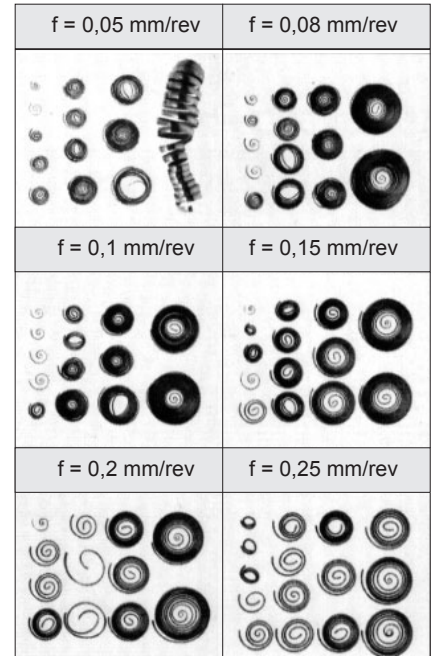 f = 0,05 mm/rev f = 0,08 mm/rev
f = 0,1 mm/rev f = 0,15 mm/rev
f = 0,2 mm/rev f = 0,25 mm/rev